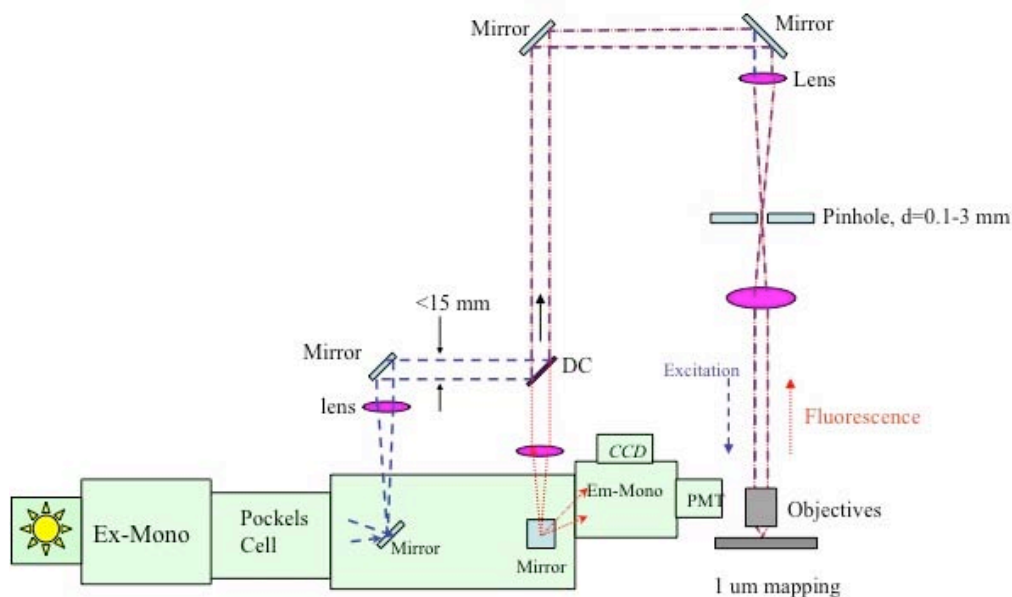 Mirror
Mirror
Lens
Pinhole, d=0.1-3 mm
<15 mm
Mirror
DC
lens
Excitation
Fluorescence
CCD
Em-Mono
PMT
Objectives
Ex-Mono
Pockels
Cell
Mirror
Mirror
1 um mapping